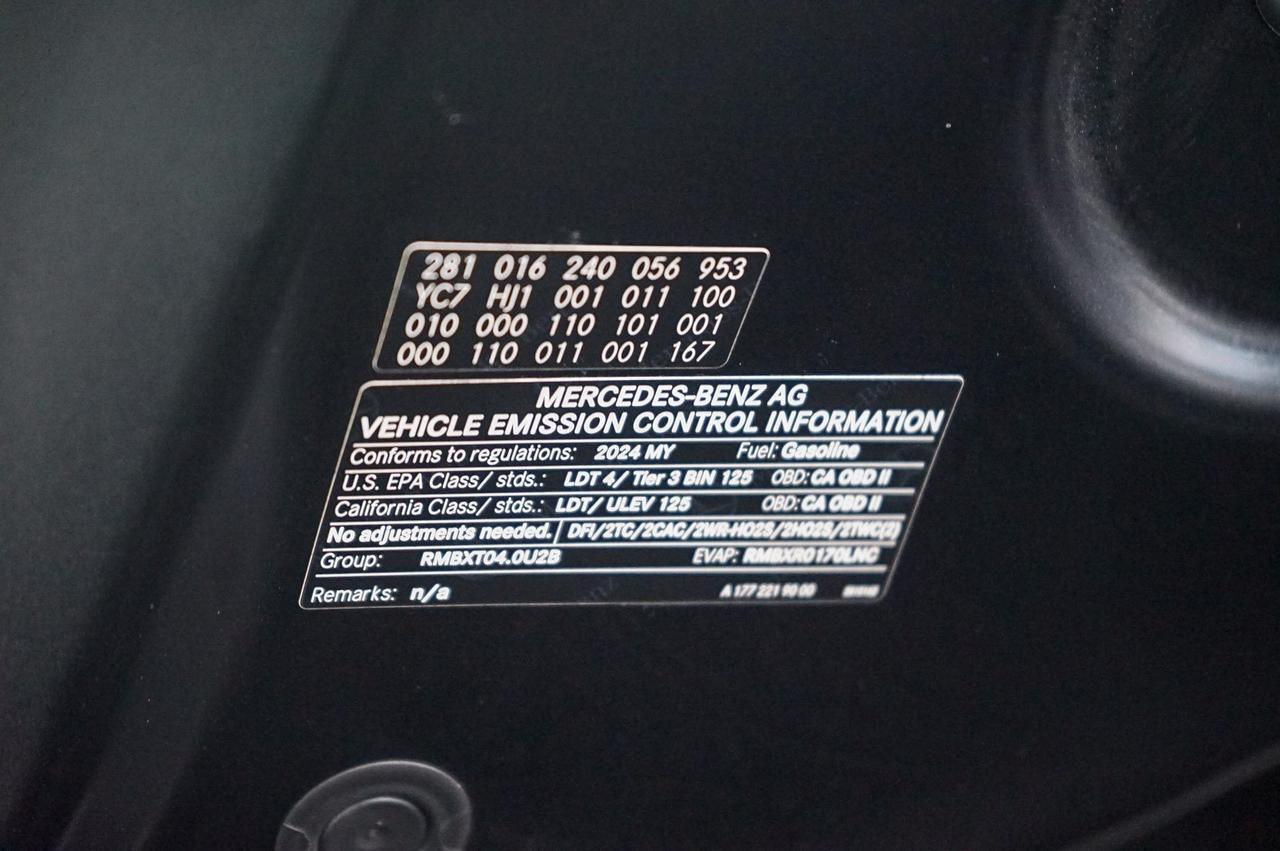 281 016 240 056 953
YC7 HJ1 001 011 100
010 000 110 101 001
000 110 011 001 167
MERCEDES-BENZ AG
VEHICLE EMISSION CONTROL INFORMATION
Conforms to regulations: 2024 MY Fuel: Gasoline
U.S. EPA Class/ stds.: LDT 4/ Tier 3 BIN 125 OBD: CA OBD II
California Class/ stds.: LDT/ ULEV 125 OBD: CA OBD II
No adjustments needed. DFI/2TC/2CAC/2WR-HO2S/2HO2S/2TWC(2)
Group: RMBXT04.0U2B EVAP: RMBXR0170LNC
Remarks: n/a A 177 221 90 00